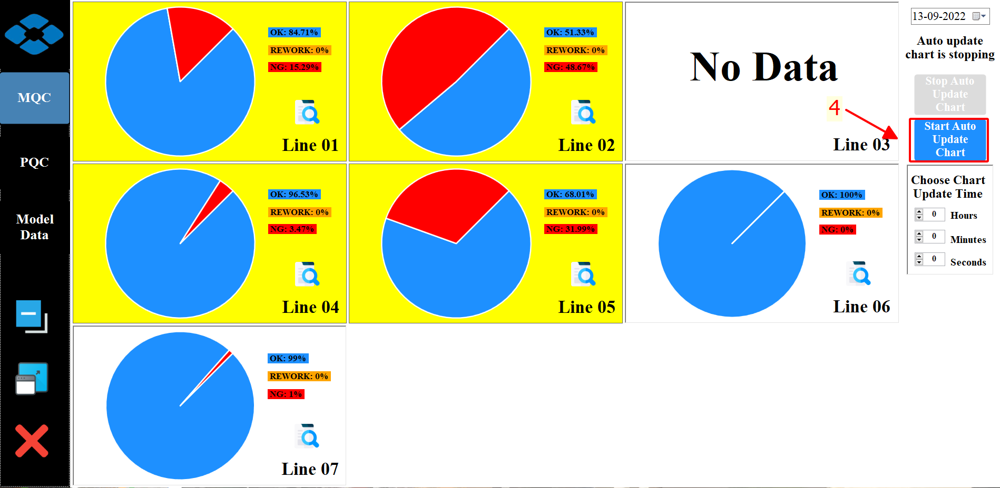 MQC
PQC
Model
Data
OK: 84.71%
REWORK: 0%
NG: 15.29%
Line 01
OK: 51.33%
REWORK: 0%
NG: 48.67%
Line 02
No Data
4
Line 03
OK: 96.53%
REWORK: 0%
NG: 3.47%
Line 04
OK: 68.01%
REWORK: 0%
NG: 31.99%
Line 05
OK: 100%
REWORK: 0%
NG: 0%
Line 06
OK: 99%
REWORK: 0%
NG: 1%
Line 07
13-09-2022
Auto update
chart is stopping
Stop Auto
Update
Chart
Start Auto
Update
Chart
Choose Chart
Update Time
0 Hours
0 Minutes
0 Seconds